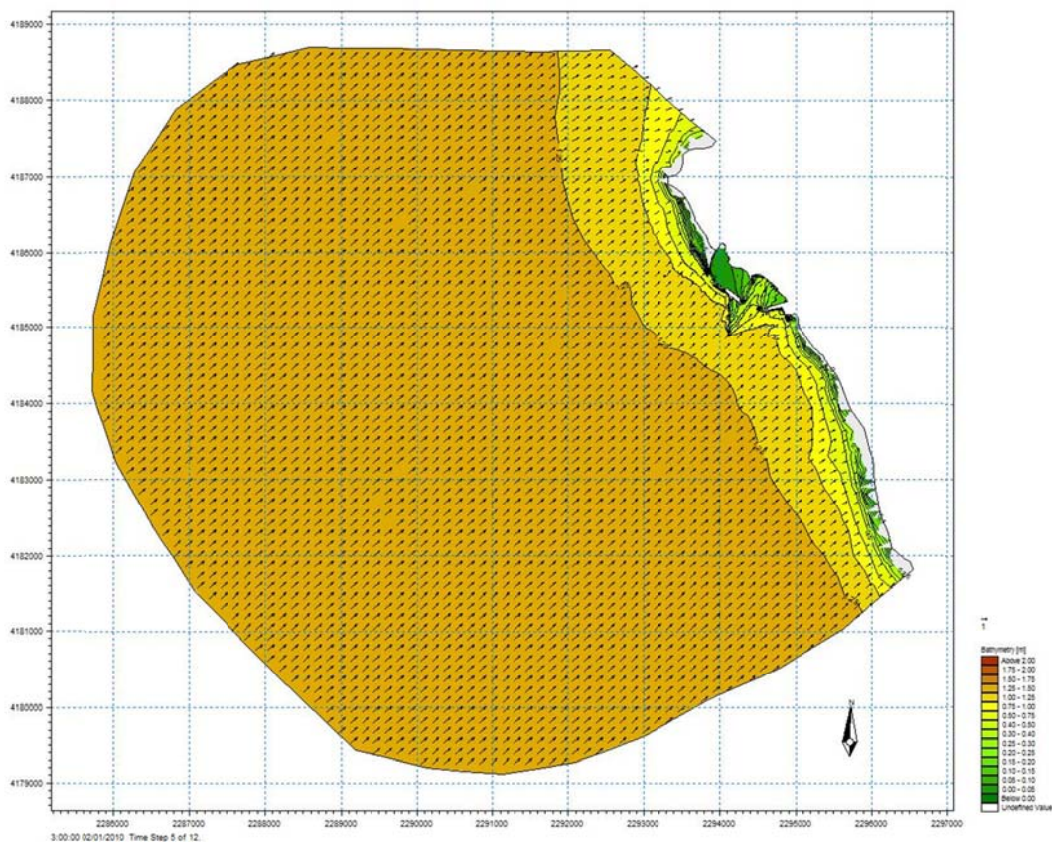 4189000
4188000
4187000
4186000
4185000
4184000
4183000
4182000
4181000
4180000
4179000
2286000 2287000 2288000 2289000 2290000 2291000 2292000 2293000 2294000 2295000 2296000 2297000
3:00:00 02/01/2010 Time Step 5 of 12.
N
1
Bathymetry [m]
Above 2.00
1.75 - 2.00
1.50 - 1.75
1.25 - 1.50
1.00 - 1.25
0.75 - 1.00
0.50 - 0.75
0.40 - 0.50
0.30 - 0.40
0.25 - 0.30
0.20 - 0.25
0.15 - 0.20
0.10 - 0.15
0.05 - 0.10
0.00 - 0.05
Below 0.00
Undefined Value